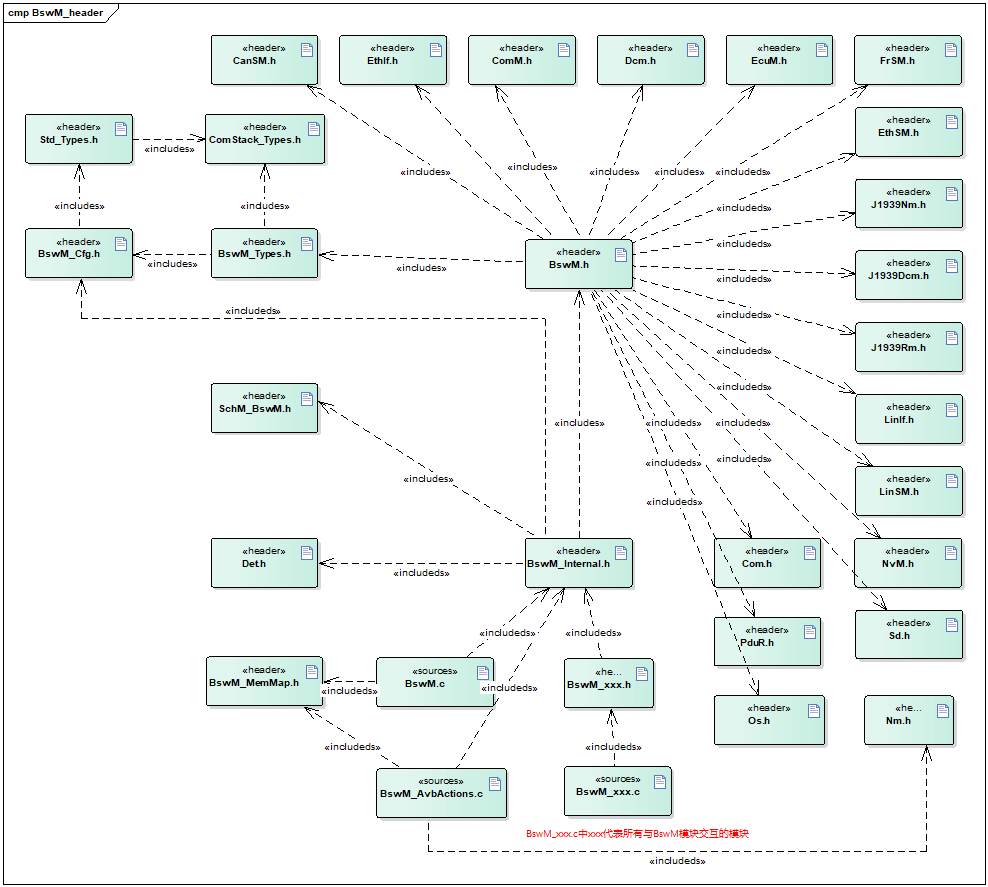 cmp BswM_header
«header»
CanSM.h
«header»
EthIf.h
«header»
ComM.h
«header»
Dcm.h
«header»
EcuM.h
«header»
FrSM.h
«header»
Std_Types.h
«includes»
«header»
ComStack_Types.h
«header»
EthSM.h
«includes»
«includes»
«includes»
«includes»
«includes»
«includes»
«header»
J1939Nm.h
«includes»
«includes»
«includes»
«includes»
«header»
BswM_Cfg.h
«includes»
«header»
BswM_Types.h
«includes»
«header»
BswM.h
«header»
J1939Dcm.h
«includes»
«includeds»
«includes»
«header»
J1939Rm.h
«includes»
«header»
SchM_BswM.h
«includes»
«header»
LinIf.h
«includes»
«includeds»
«includeds»
«includeds»
«includeds»
«includeds»
«includeds»
«header»
LinSM.h
«header»
Det.h
«includeds»
«header»
BswM_Internal.h
«header»
Com.h
«header»
NvM.h
«includeds»
«includeds»
«header»
PduR.h
«header»
Sd.h
«header»
BswM_MemMap.h
«includeds»
«sources»
BswM.c
«includeds»
«he...
BswM_xxx.h
«header»
Os.h
«he...
Nm.h
«includeds»
«includeds»
«sources»
BswM_AvbActions.c
«sources»
BswM_xxx.c
BswM_xxx.c中xxx代表所有与BswM模块交互的模块
«includeds»